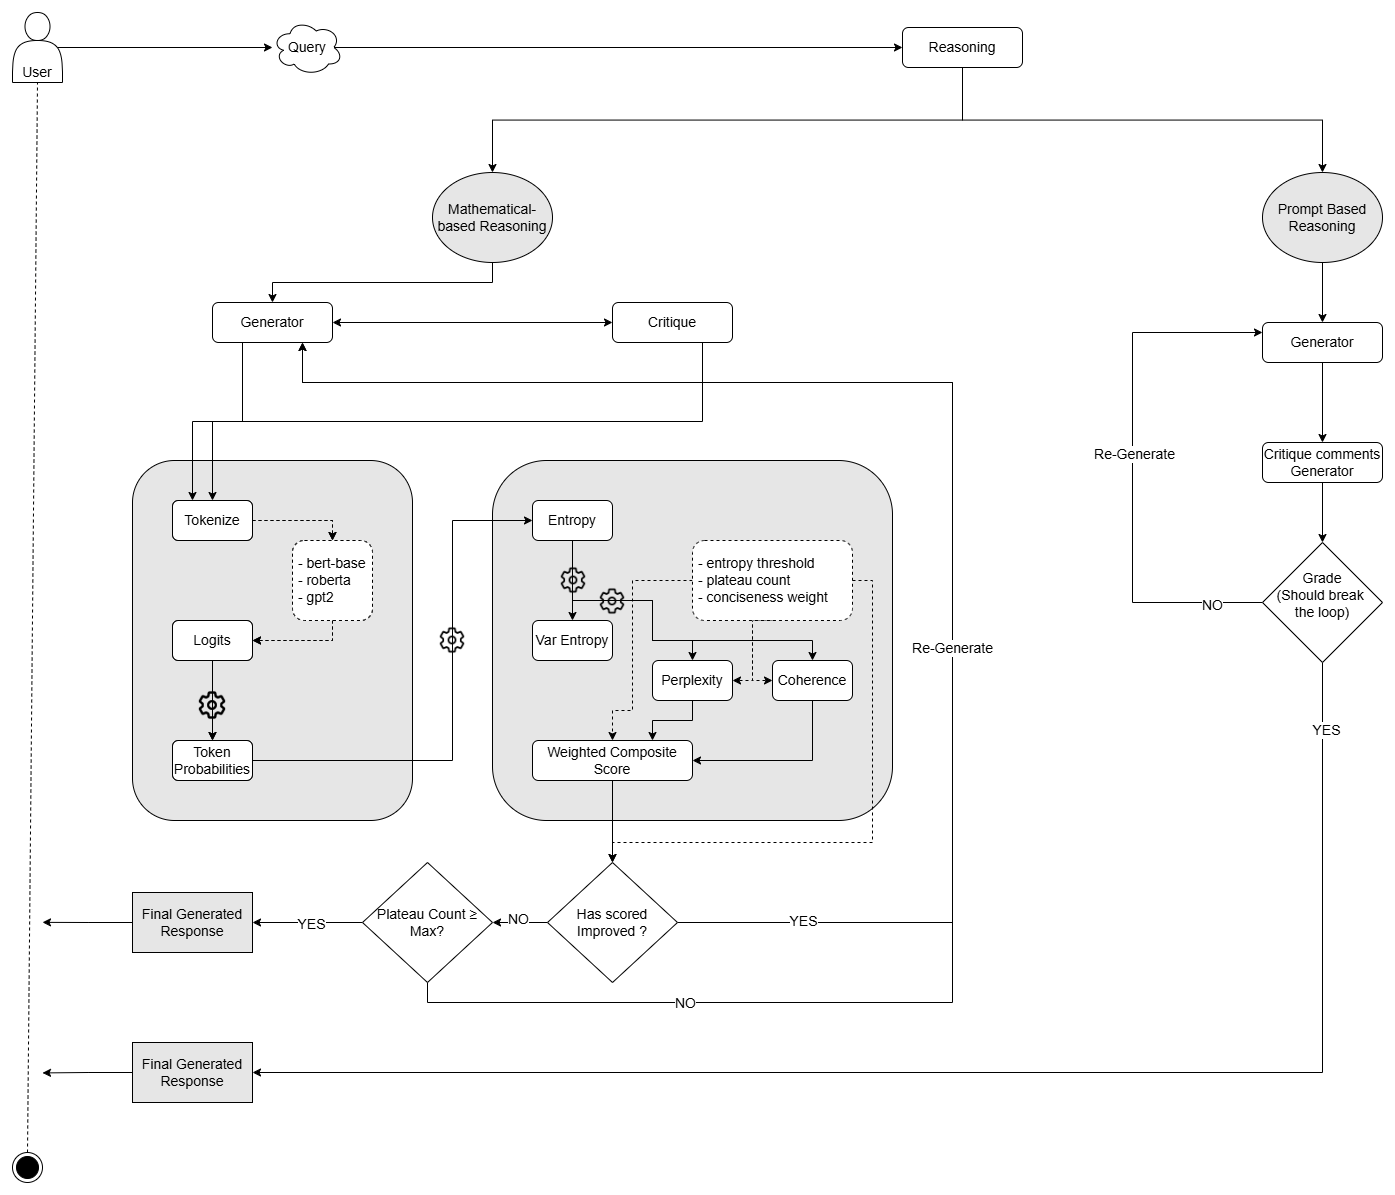 User
Query
Reasoning
Mathematical-
based Reasoning
Prompt Based
Reasoning
Generator
Critique
Generator
Re-Generate
Critique comments
Generator
Tokenize
- bert-base
- roberta
- gpt2
Logits
Token
Probabilities
Entropy
- entropy threshold
- plateau count
- conciseness weight
Var Entropy
Perplexity
Coherence
Weighted Composite
Score
Re-Generate
Grade
(Should break
the loop)
NO
YES
Final Generated
Response
YES
Plateau Count ≥
Max?
NO
Has scored
Improved ?
YES
NO
Final Generated
Response